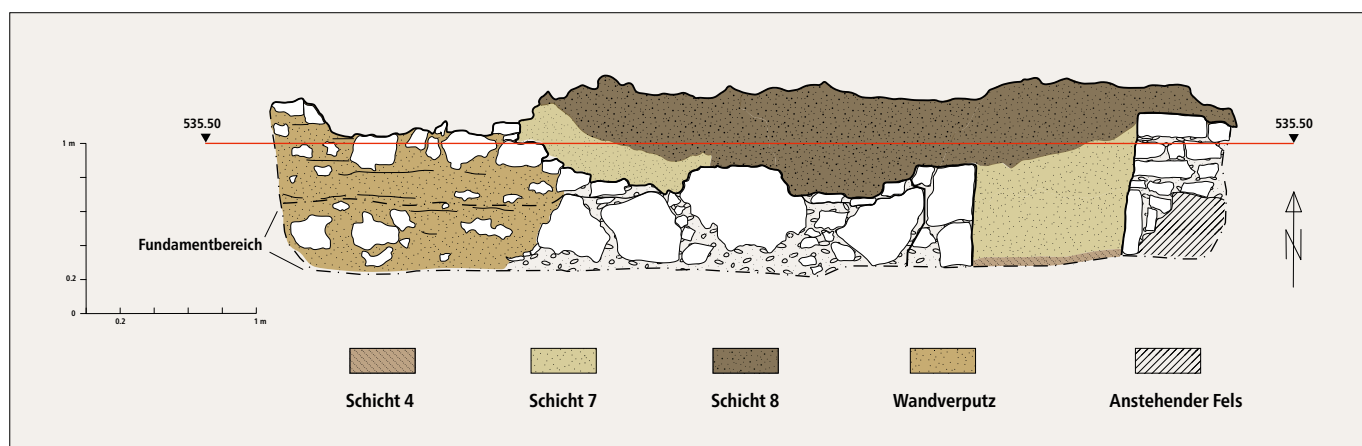 535.50
535.50
1 m
Fundamentbereich
0.2
0
0.2
1 m
N
Schicht 4
Schicht 7
Schicht 8
Wandverputz
Anstehender Fels